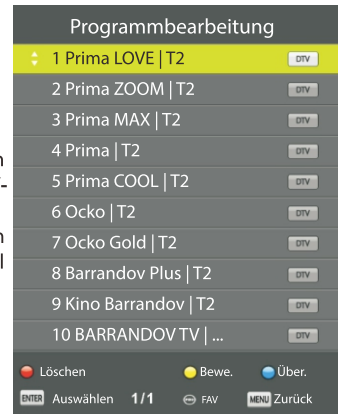 Programmbearbeitung
1 Prima LOVE | T2 DTV
2 Prima ZOOM | T2 DTV
3 Prima MAX | T2 DTV
4 Prima | T2 DTV
5 Prima COOL | T2 DTV
6 Ocko | T2 DTV
7 Ocko Gold | T2 DTV
8 Barrandov Plus | T2 DTV
9 Kino Barrandov | T2 DTV
10 BARRANDOV TV | ... DTV
Löschen Bewe. Über.
ENTER Auswählen 1/1 FAV MENU Zurück